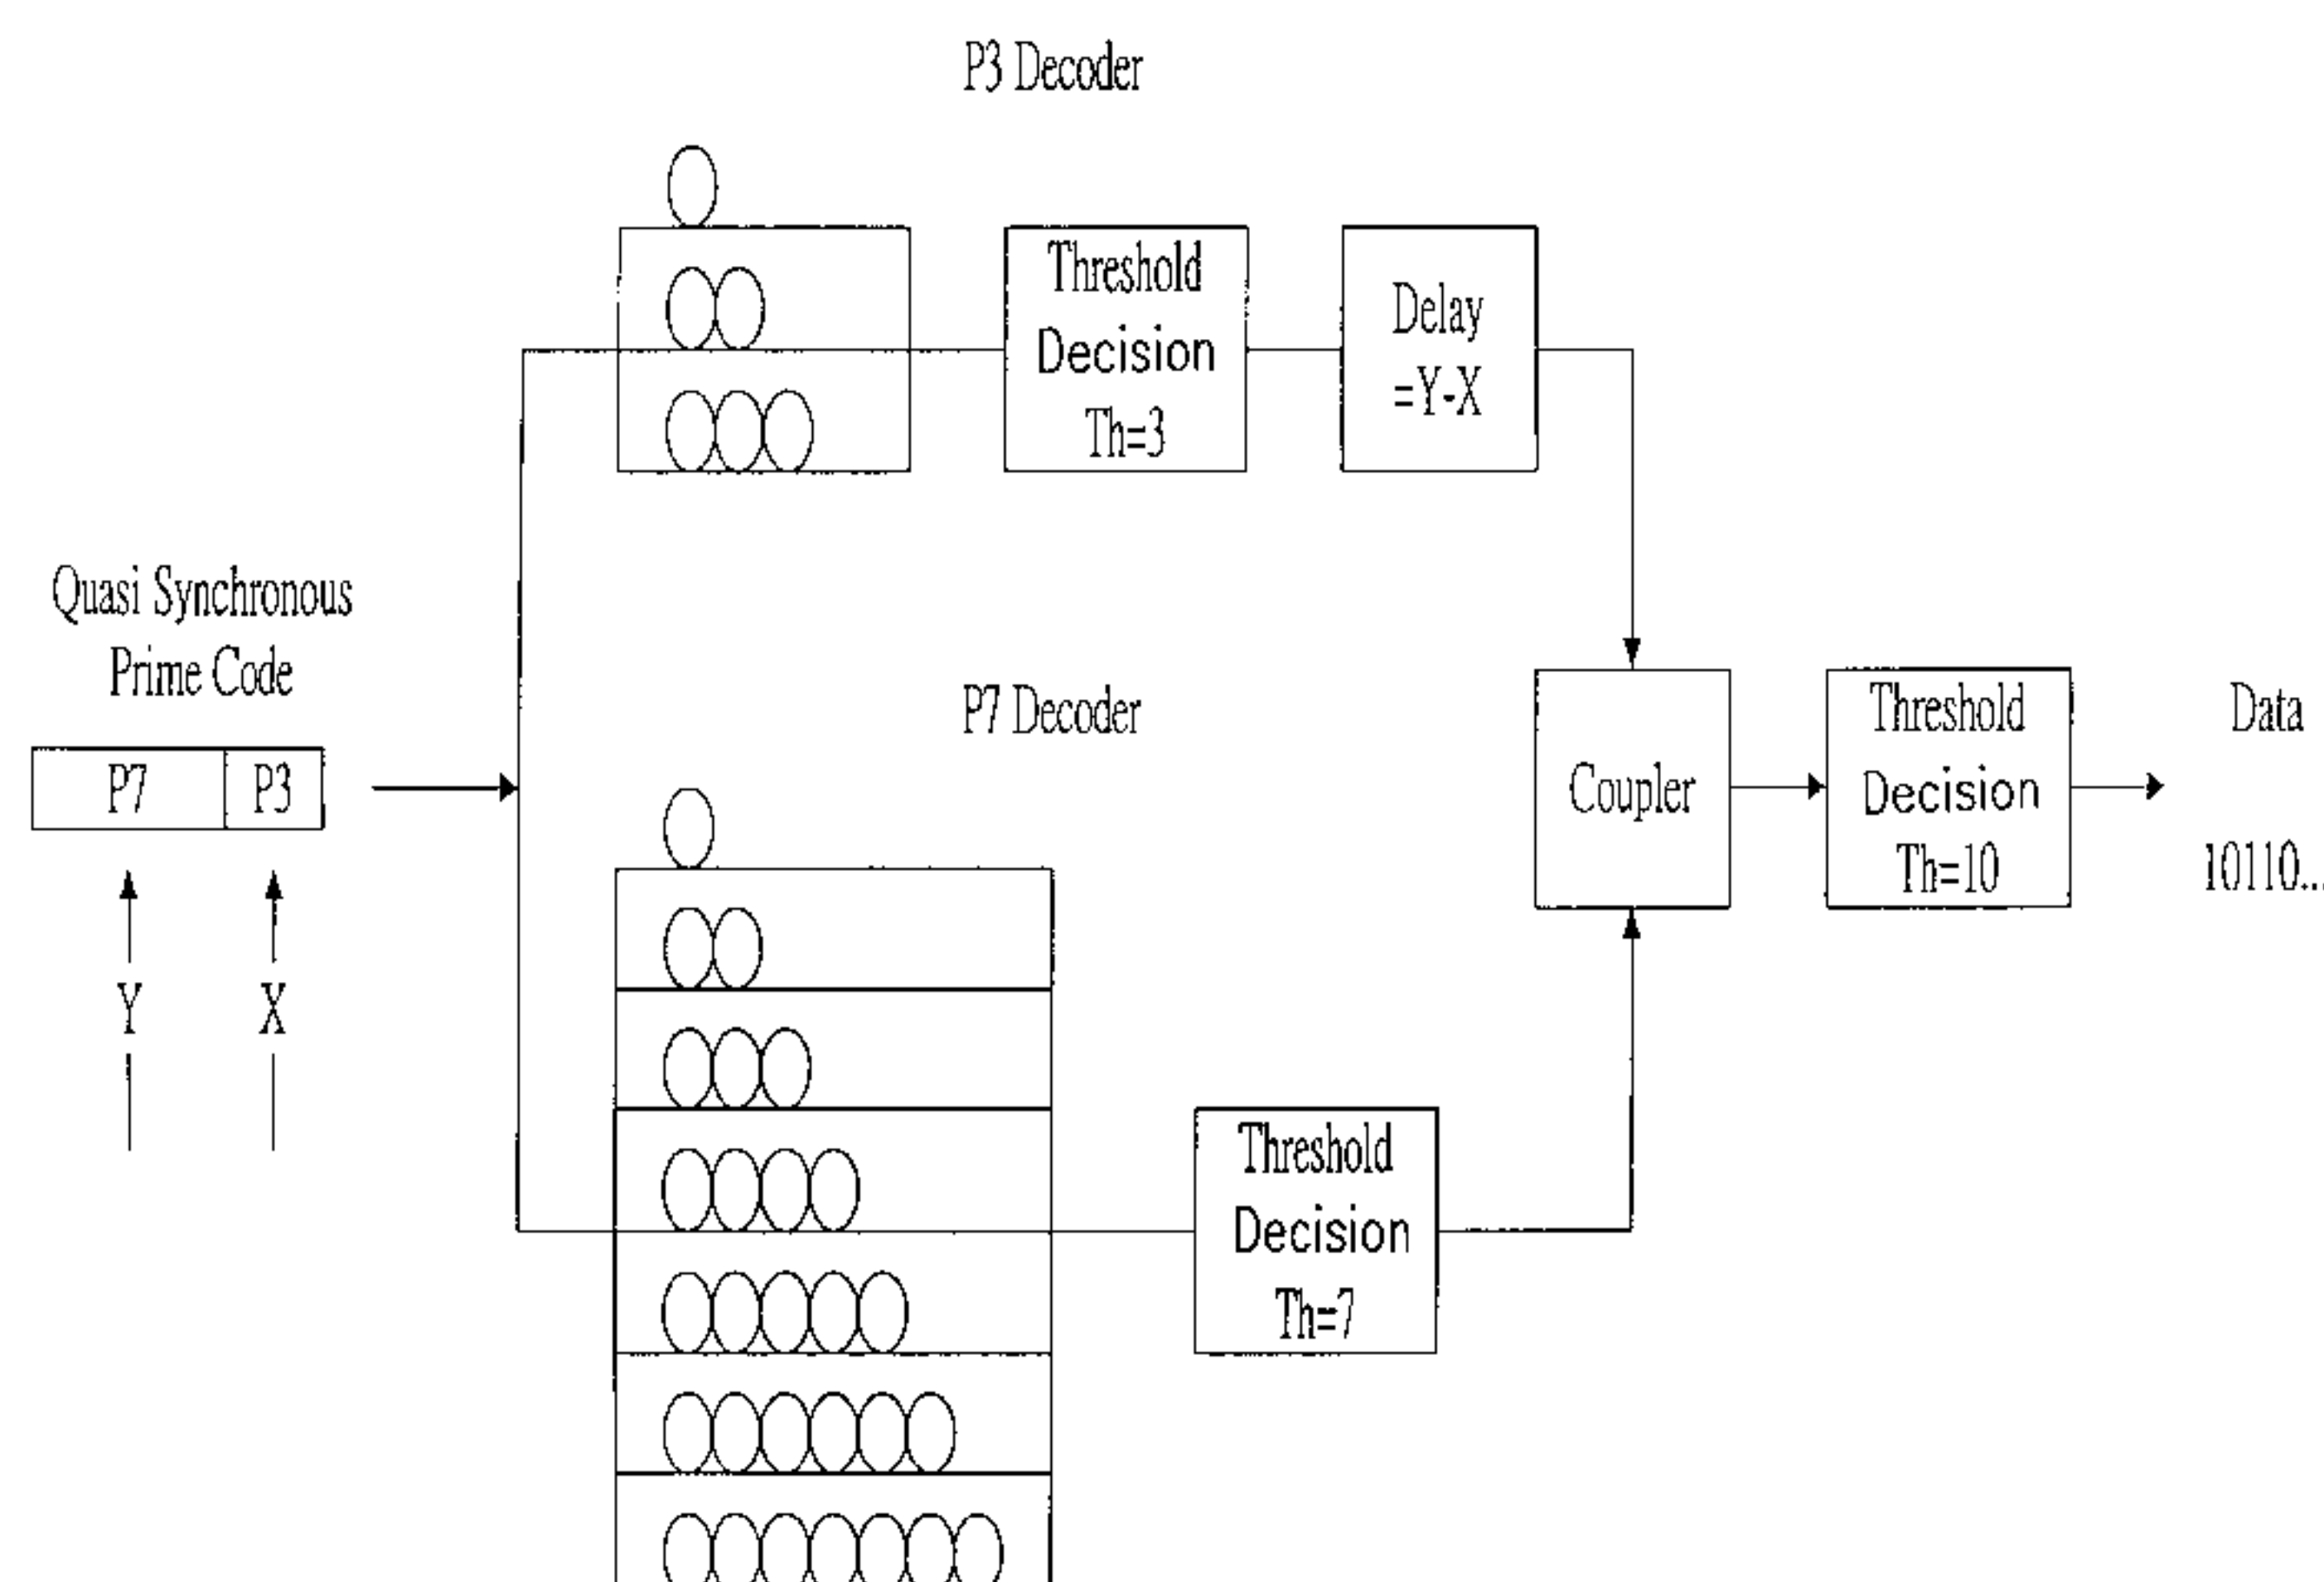 P3 Decoder
Threshold
Decision
Th=3
Delay
=Y-X
Quasi Synchronous
Prime Code
P7 P3
Y X
P7 Decoder
Coupler
Threshold
Decision
Th=10
Data
10110...
Threshold
Decision
Th=7